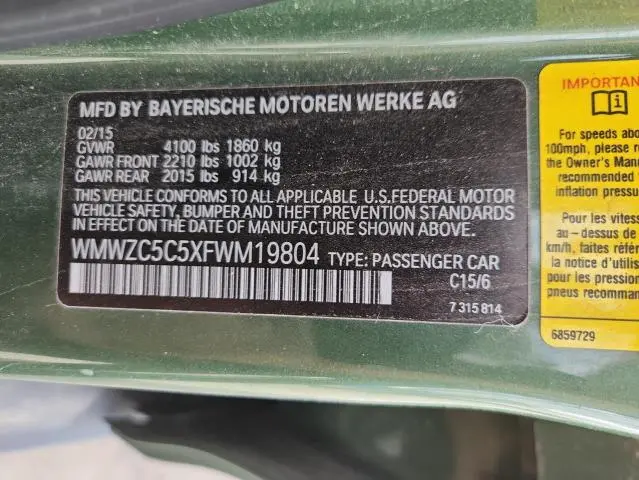 MFD BY BAYERISCHE MOTOREN WERKE AG
02/15
GVWR 4100 lbs 1860 kg
GAWR FRONT 2210 lbs 1002 kg
GAWR REAR 2015 lbs 914 kg
THIS VEHICLE CONFORMS TO ALL APPLICABLE U.S.FEDERAL MOTOR
VEHICLE SAFETY, BUMPER AND THEFT PREVENTION STANDARDS
IN EFFECT ON THE DATE OF MANUFACTURE SHOWN ABOVE.
WMWZC5C5XFWM19804 TYPE: PASSENGER CAR
C15/6
7 315 814
IMPORTAN
For speeds abo
100mph, please r
the Owner's Manu
recommended
inflation pressu
Pour les vitess
au-dessus de
km/h, faites référ
la notice d'util
pour les pression
pneus recomman
6859729